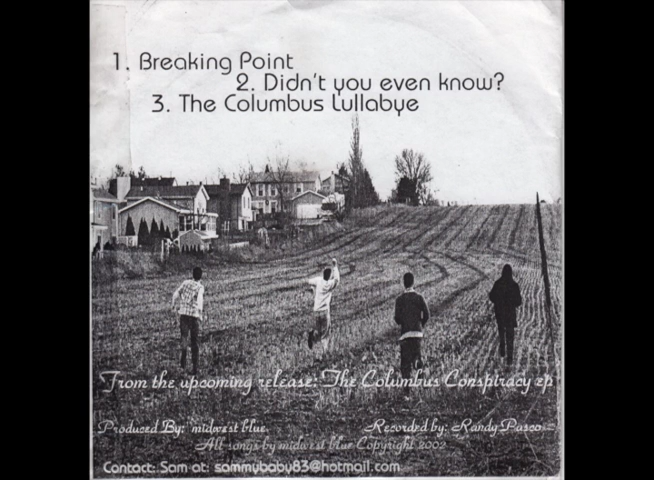 1. Breaking Point
2. Didn't you even know?
3. The Columbus Lullabye
From the upcoming release: The Columbus Conspiracy ep
Produced By: midwest blue
Recorded by: Randy Pasco
All songs by midwest blue Copyright 2002
Contact: Sam at: sammybaby83@hotmail.com